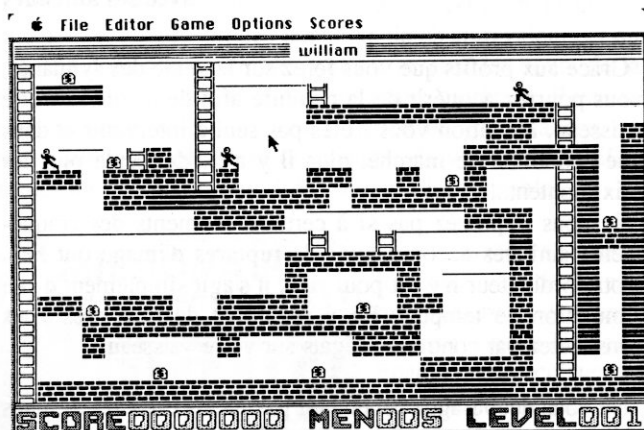 File Editor Game Options Scores
william
SCORE0000000 MEN005 LEVEL001